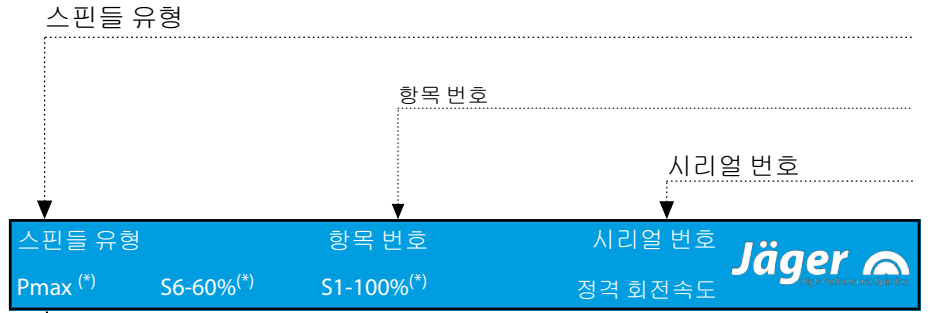 스핀들 유형
항목 번호
시리얼 번호
스핀들 유형 항목 번호 시리얼 번호
Jäger
Pmax (*) S6-60%(*) S1-100%(*) 정격 회전속도